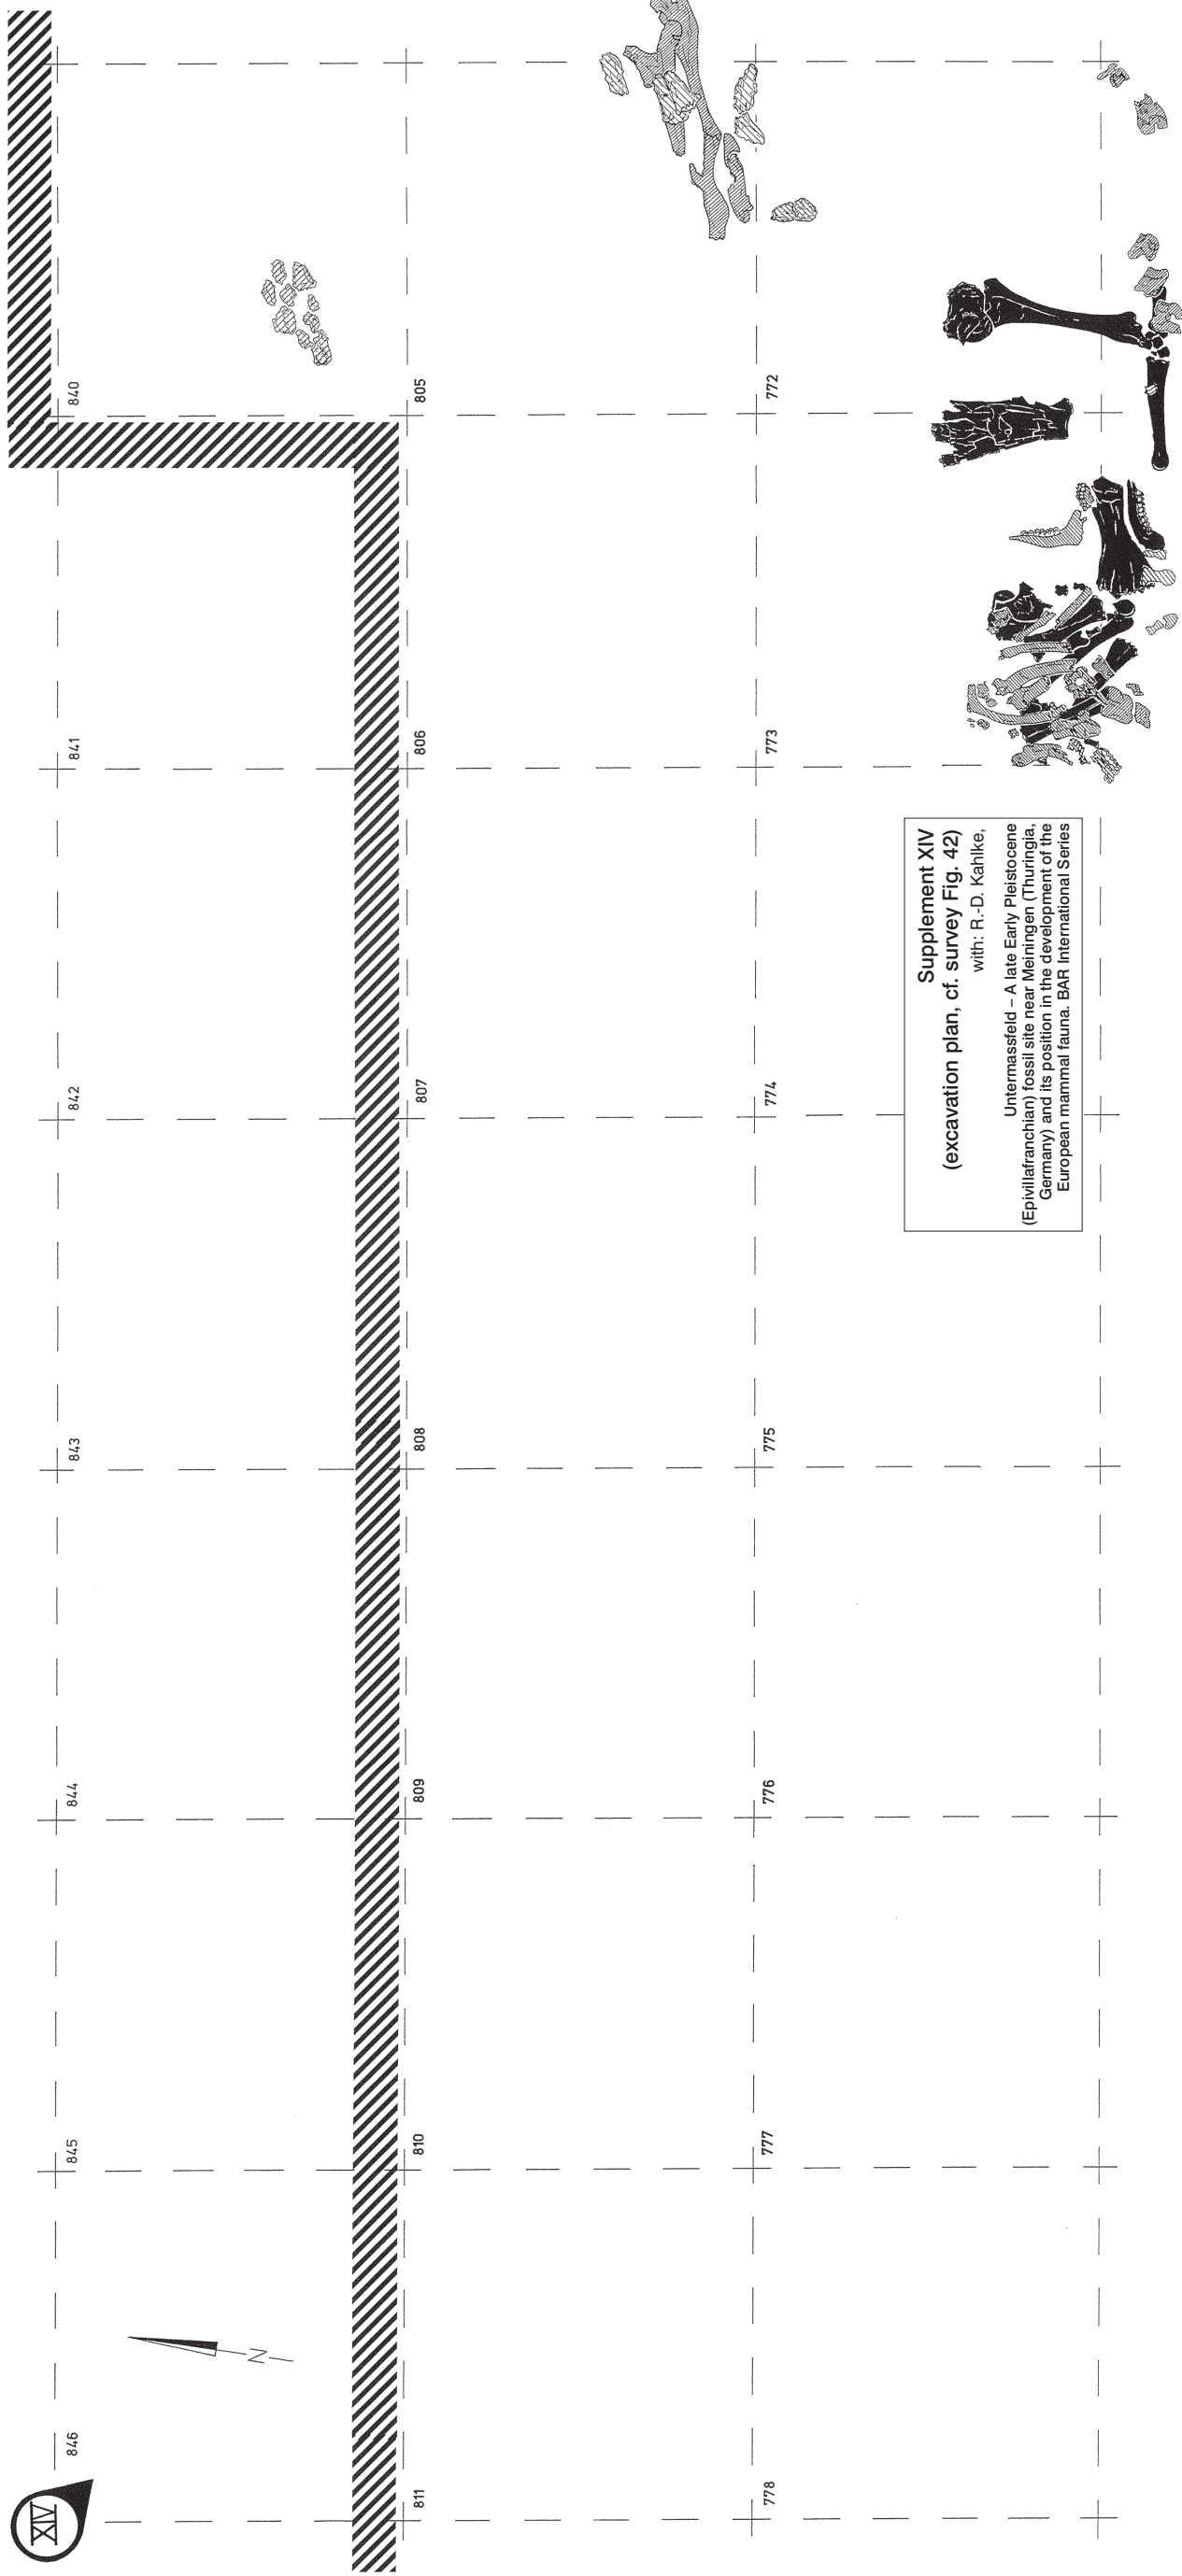 XIV
846
845
844
843
842
841
840
811
810
809
808
807
806
805
778
777
776
775
774
773
772
N
Supplement XIV
(excavation plan, cf. survey Fig. 42)
with: R.-D. Kahlke,
Untermassfeld – A late Early Pleistocene
(Epivillafranchian) fossil site near Meiningen (Thuringia,
Germany) and its position in the development of the
European mammal fauna. BAR International Series